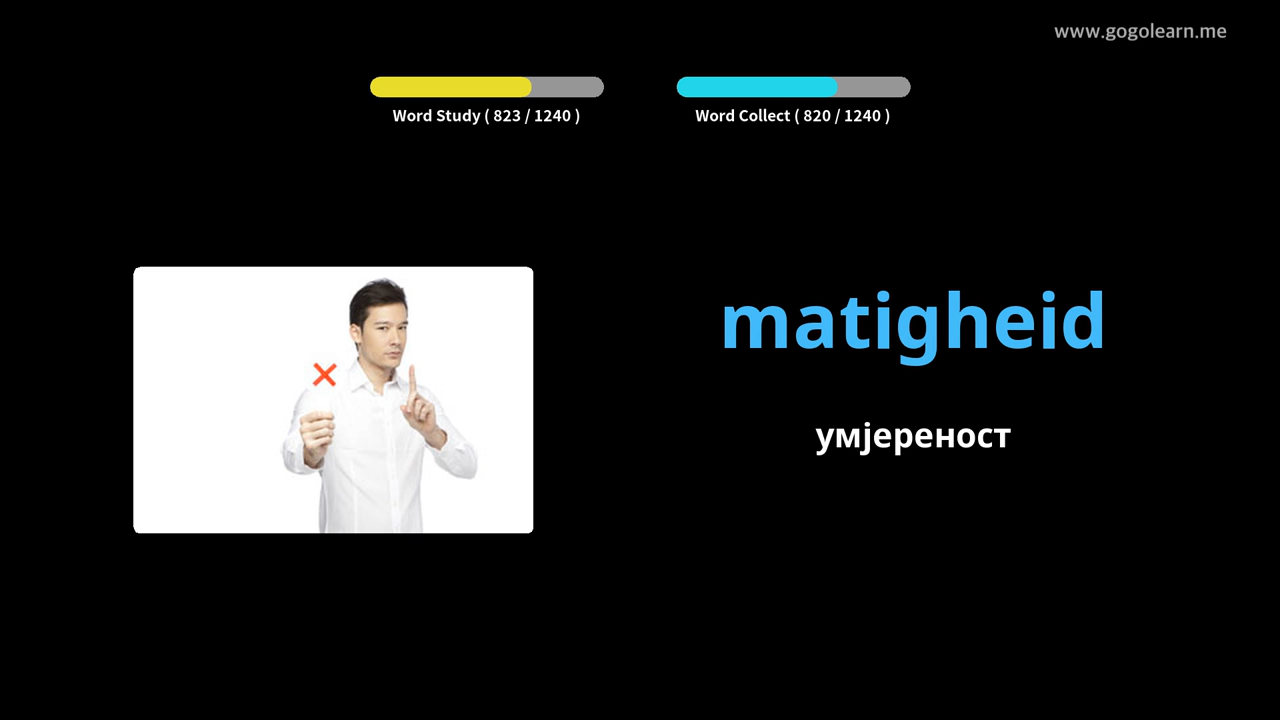 www.gogolearn.me
Word Study ( 823 / 1240 )
Word Collect ( 820 / 1240 )
matigheid
умјереност